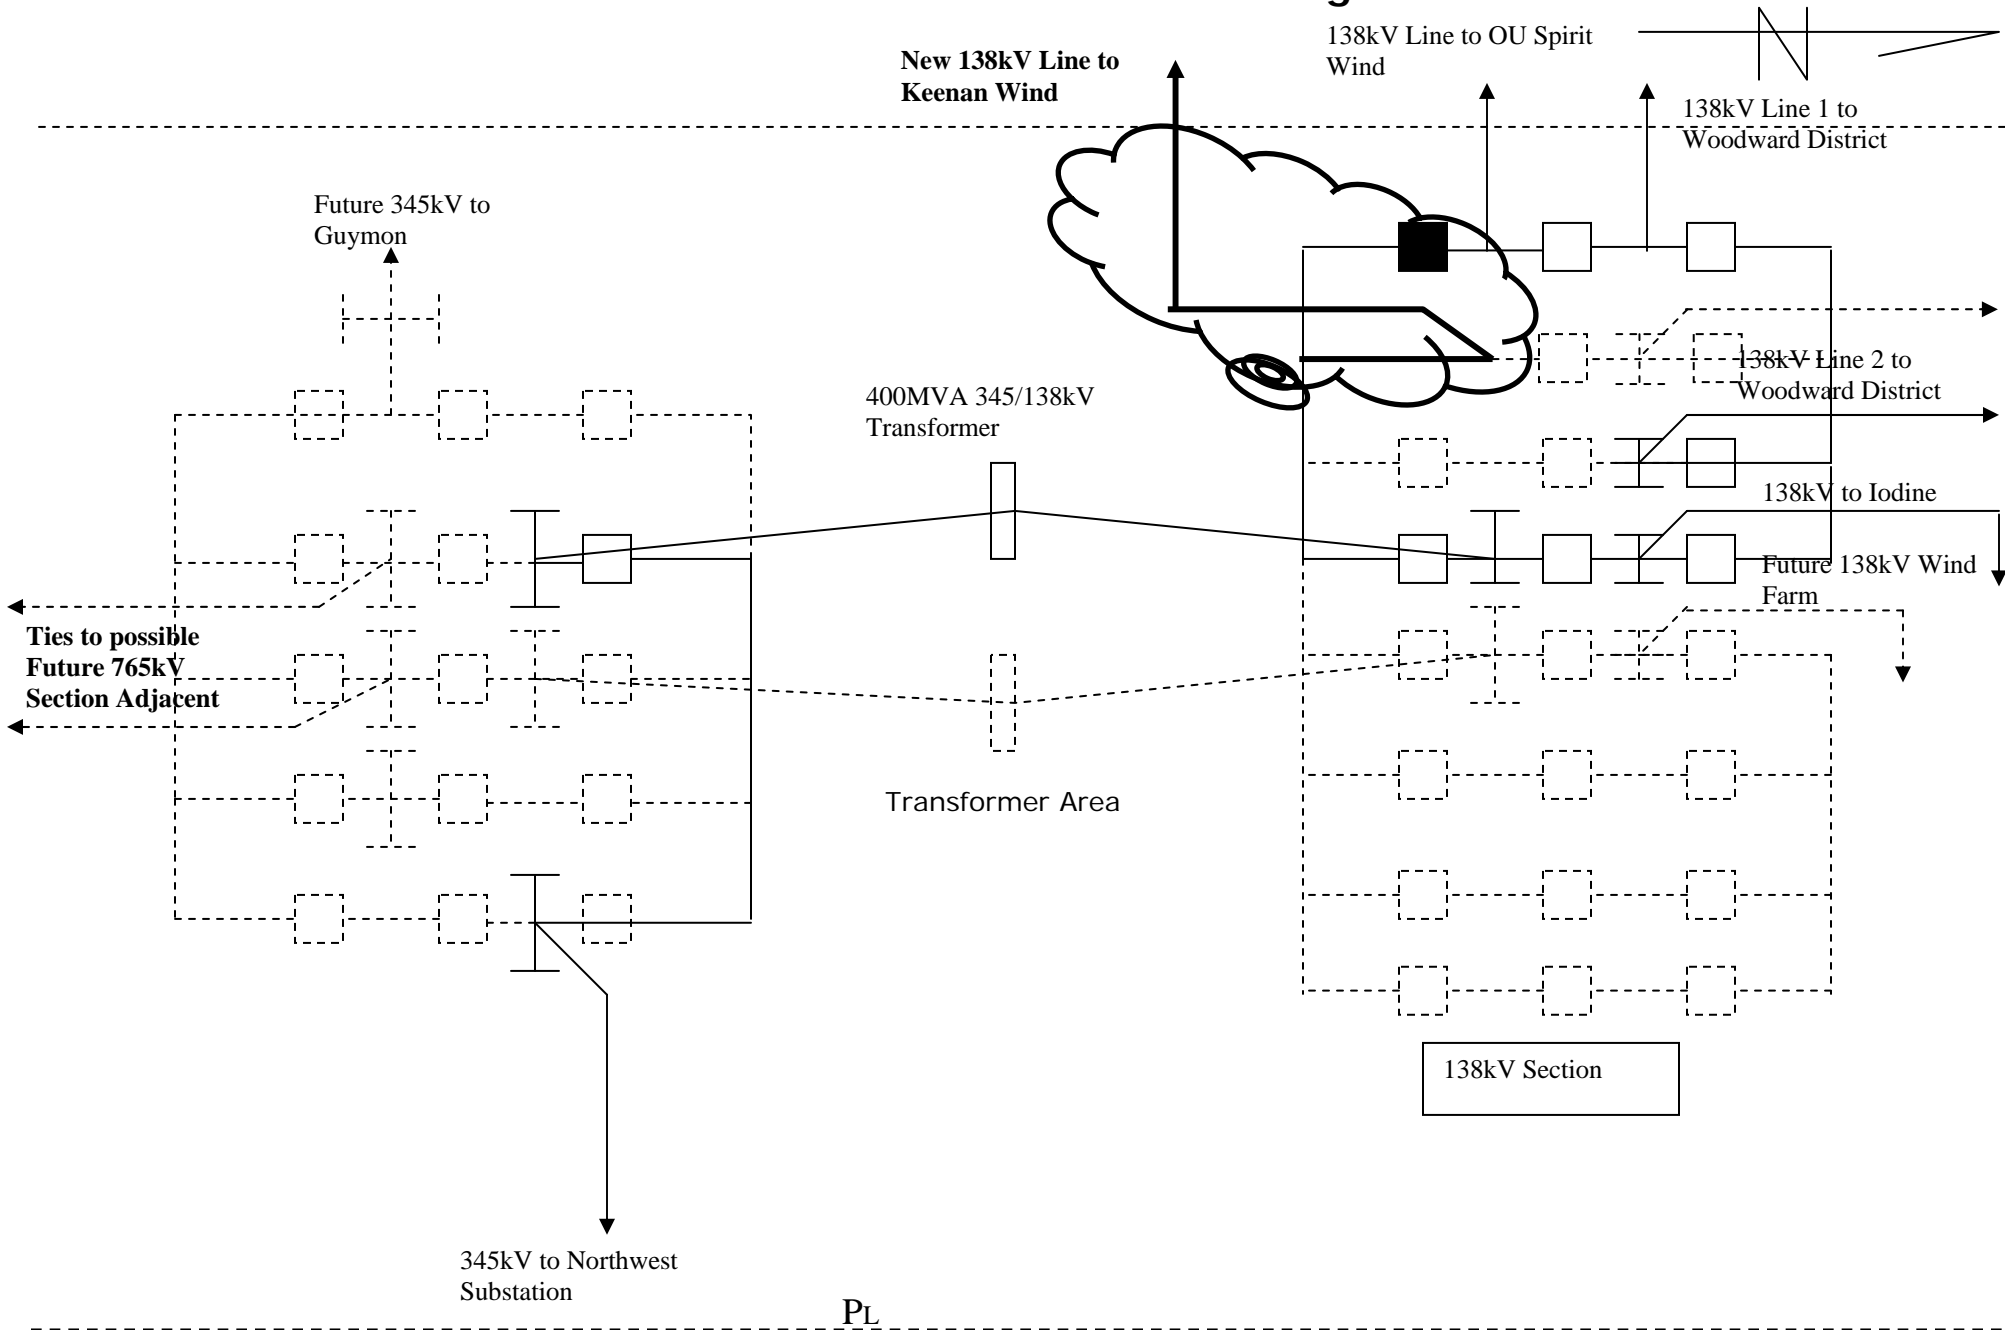 138kV Line to OU Spirit
Wind
N
New 138kV Line to
Keenan Wind
138kV Line 1 to
Woodward District
Future 345kV to
Guymon
138kV Line 2 to
Woodward District
400MVA 345/138kV
Transformer
138kV to Iodine
Future 138kV Wind
Farm
Ties to possible
Future 765kV
Section Adjacent
Transformer Area
138kV Section
345kV to Northwest
Substation
PL